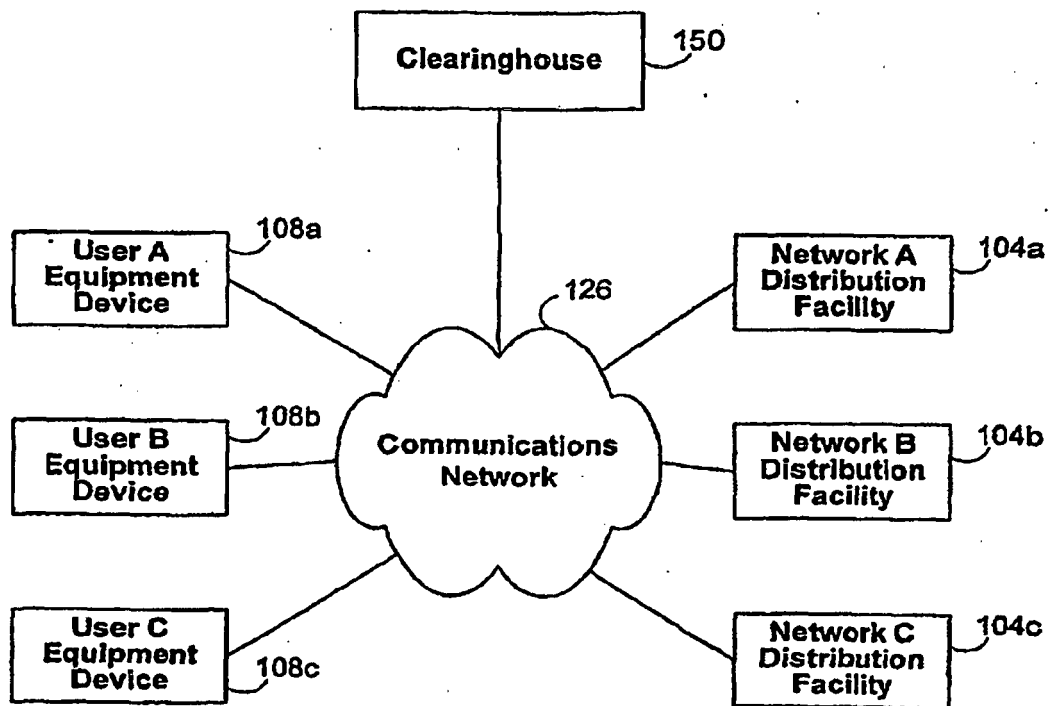 Clearinghouse
150
108a
User A
Equipment
Device
Network A
Distribution
Facility
104a
126
108b
User B
Equipment
Device
Communications
Network
Network B
Distribution
Facility
104b
User C
Equipment
Device
108c
Network C
Distribution
Facility
104c